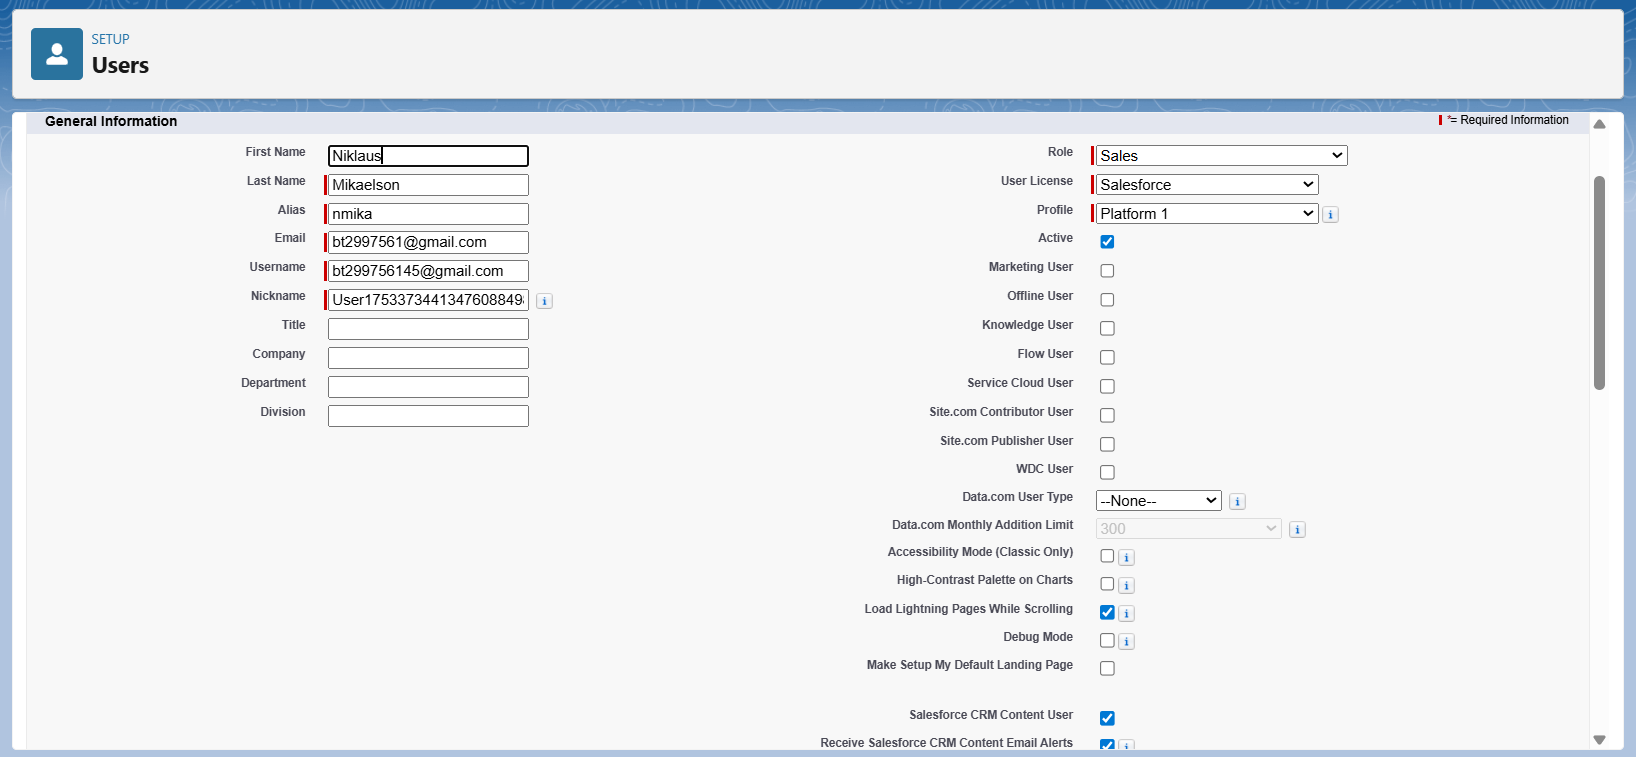 SETUP
Users
General Information
*= Required Information
First Name Niklaus
Last Name Mikaelson
Alias nmika
Email bt2997561@gmail.com
Username bt299756145@gmail.com
Nickname
Title
Company
Department
Division
Role Sales
User License Salesforce
Profile Platform 1
Active
Marketing User
Offline User
Knowledge User
Flow User
Service Cloud User
Site.com Contributor User
Site.com Publisher User
WDC User
Data.com User Type --None--
Data.com Monthly Addition Limit 300
Accessibility Mode (Classic Only)
High-Contrast Palette on Charts
Load Lightning Pages While Scrolling
Debug Mode
Make Setup My Default Landing Page
Salesforce CRM Content User
Receive Salesforce CRM Content Email Alerts